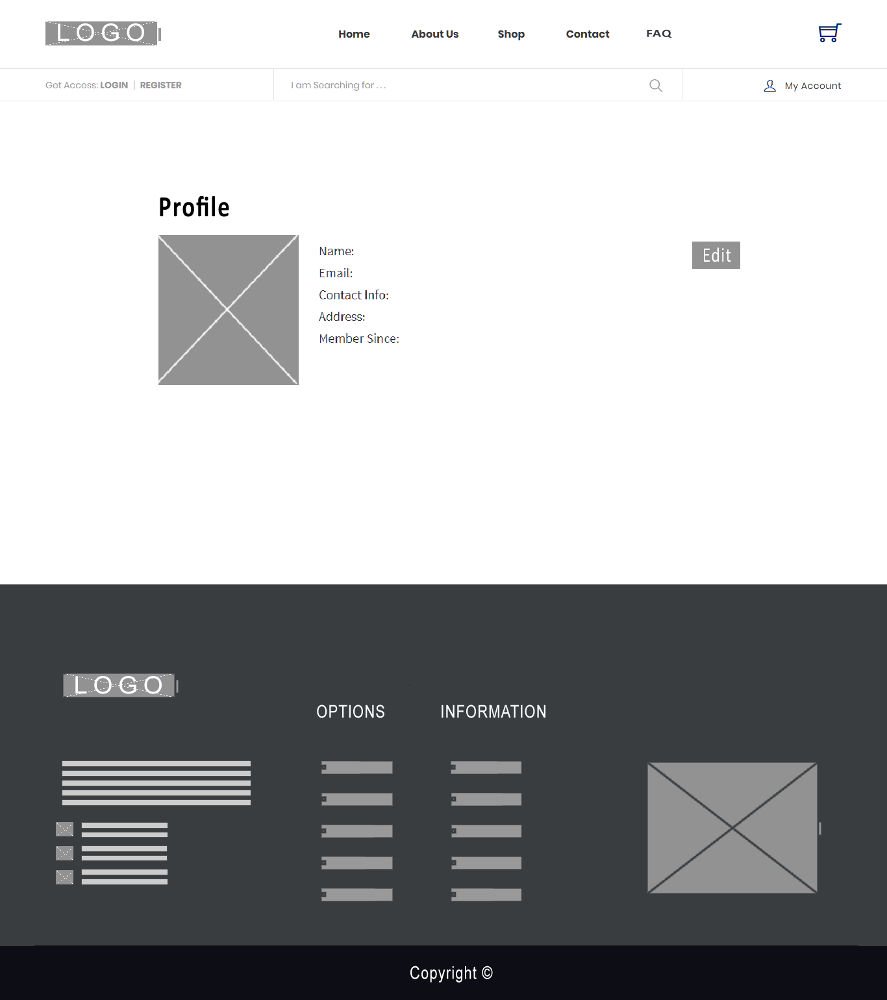 LOGO
Home About Us Shop Contact FAQ
Get Access: LOGIN | REGISTER
I am Searching for . . .
My Account
Profile
Name:
Edit
Email:
Contact Info:
Address:
Member Since:
LOGO
OPTIONS
INFORMATION
Copyright ©